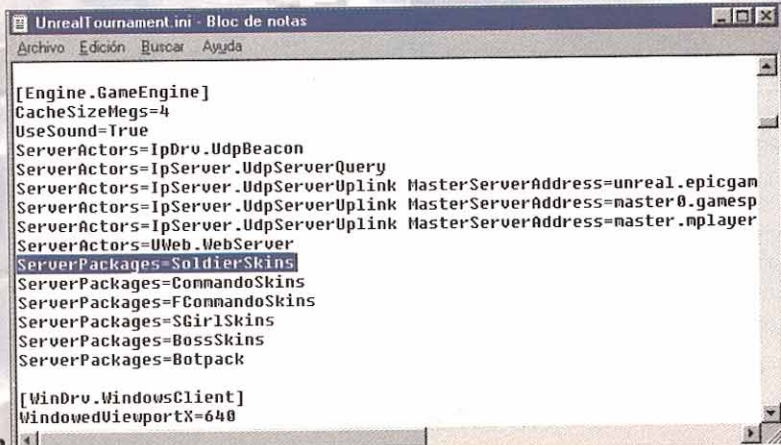 UnrealTournament.ini - Bloc de notas
Archivo Edición Buscar Ayuda
[Engine.GameEngine]
CacheSizeMegs=4
UseSound=True
ServerActors=IpDrv.UdpBeacon
ServerActors=IpServer.UdpServerQuery
ServerActors=IpServer.UdpServerUplink MasterServerAddress=unreal.epicgam
ServerActors=IpServer.UdpServerUplink MasterServerAddress=master0.gamesp
ServerActors=IpServer.UdpServerUplink MasterServerAddress=master.mplayer
ServerActors=UWeb.WebServer
ServerPackages=SoldierSkins
ServerPackages=CommandoSkins
ServerPackages=FCommandoSkins
ServerPackages=SGirlSkins
ServerPackages=BossSkins
ServerPackages=Botpack
[WinDrv.WindowsClient]
WindowedViewportX=640